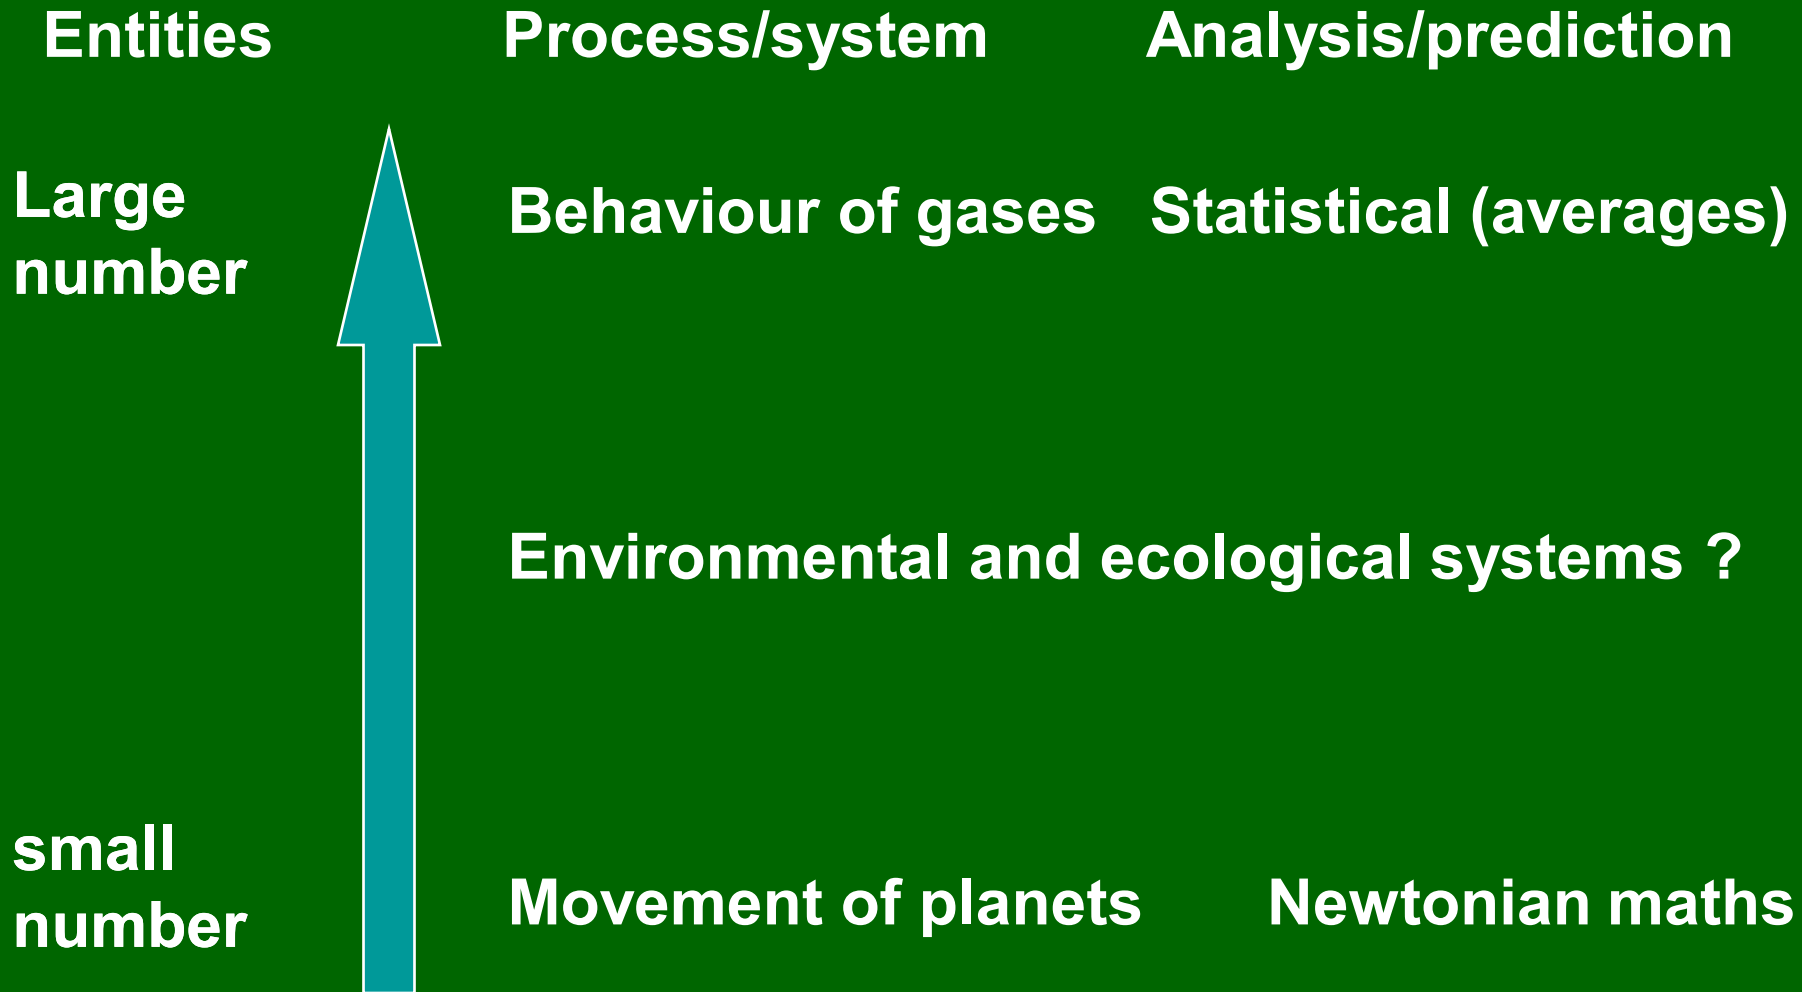 Entities Process/system Analysis/prediction
Large
number
Behaviour of gases Statistical (averages)
Environmental and ecological systems ?
small
number
Movement of planets Newtonian maths